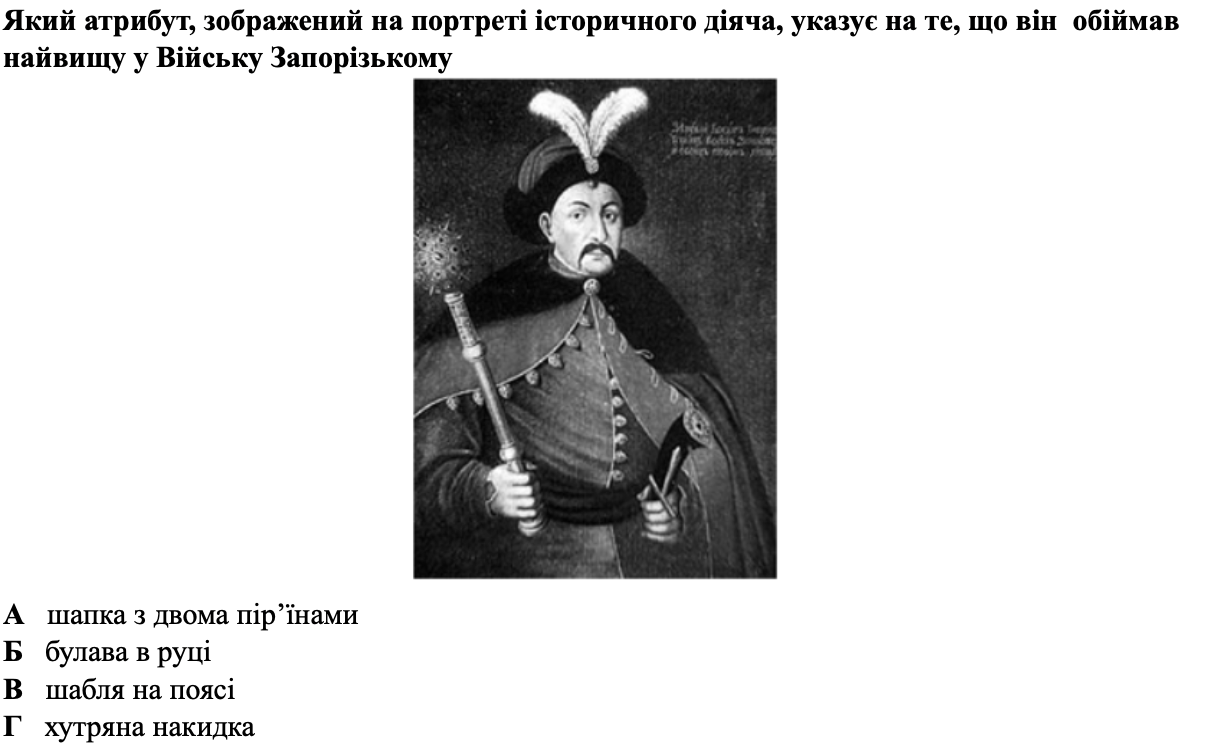 Який атрибут, зображений на портреті історичного діяча, указує на те, що він обіймав
найвищу у Війську Запорізькому
А шапка з двома пір’їнами
Б булава в руці
В шабля на поясі
Г хутряна накидка